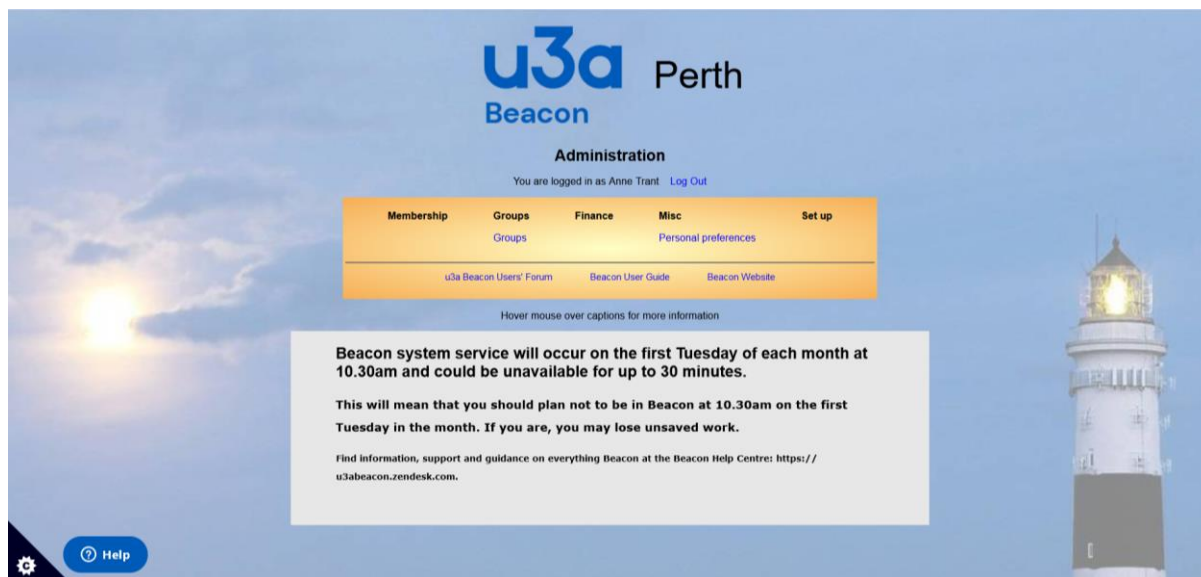 u3a Perth
Beacon
Administration
You are logged in as Anne Trant Log Out
Membership Groups Finance Misc Set up
Groups Personal preferences
u3a Beacon Users' Forum Beacon User Guide Beacon Website
Hover mouse over captions for more information
Beacon system service will occur on the first Tuesday of each month at
10.30am and could be unavailable for up to 30 minutes.
This will mean that you should plan not to be in Beacon at 10.30am on the first
Tuesday in the month. If you are, you may lose unsaved work.
Find information, support and guidance on everything Beacon at the Beacon Help Centre: https://
u3abeacon.zendesk.com.
? Help
C